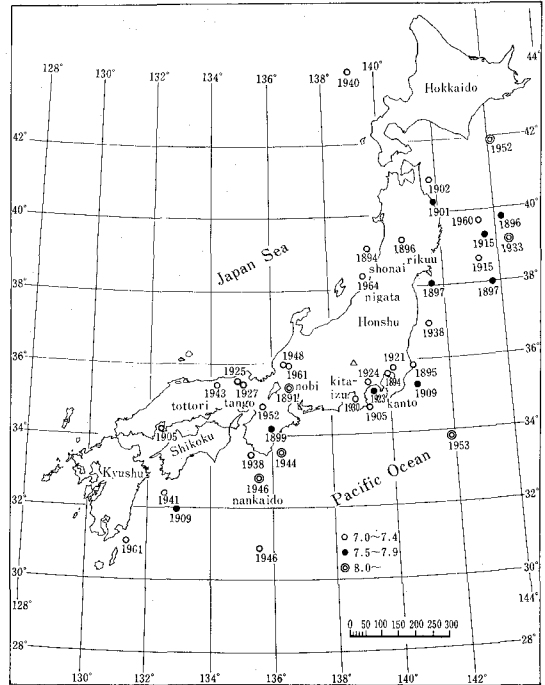 128° 130° 132° 134° 136° 138° 140° 44°
1940
Hokkaido
42° 1952 42°
1902
1901
40° 1960 1896 40°
1896 1915 1933
1894 rikuu
shonai 1915
Japan Sea
1964
38° nigata 1897 1897 38°
Honshu
1938
36° 1948 1921 36°
1925 1961 1924 1895
nobi kita- 1894
1943 1927 1891 izu 1923 1909
tottori tango 1930 kanto
1952 1905
34° 1905 1899 34°
Shikoku 1953
1938 1944
Kyushu 1946 Pacific Ocean
1941 nankaido
32° 1909 32°
1961 1946
7.0~7.4
7.5~7.9
30° 8.0~ 30°
128° 144°
0 50 100 150 200 300
28° 28°
130° 132° 134° 136° 138° 140° 142°